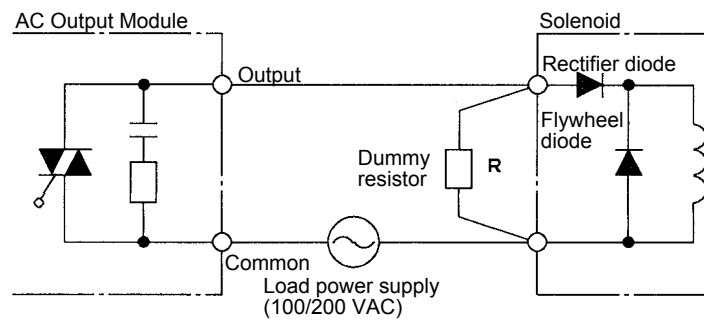 AC Output Module
Solenoid
Output
Rectifier diode
Flywheel
diode
Dummy
resistor
R
Common
Load power supply
(100/200 VAC)